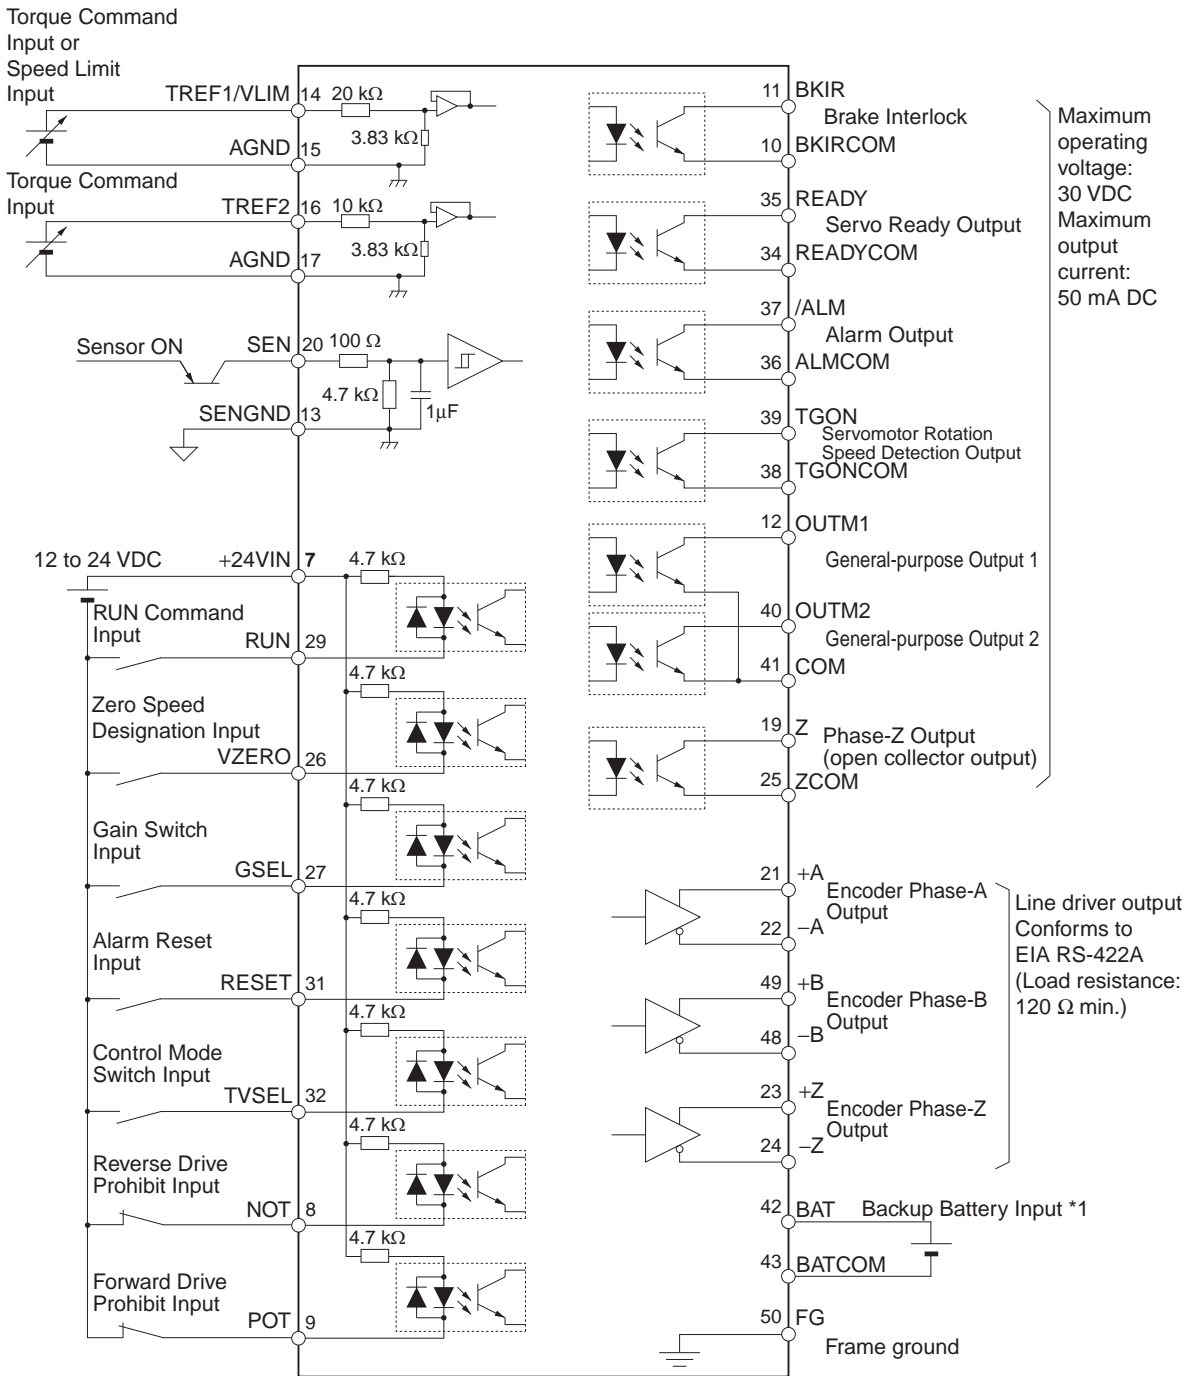 Torque Command
Input or
Speed Limit
Input
TREF1/VLIM 14 20 kΩ
3.83 kΩ
AGND 15
Torque Command
Input
TREF2 16 10 kΩ
3.83 kΩ
AGND 17
Sensor ON
SEN 20 100 Ω
4.7 kΩ
1µF
SENGND 13
12 to 24 VDC
+24VIN 7 4.7 kΩ
RUN Command
Input
RUN 29
4.7 kΩ
Zero Speed
Designation Input
VZERO 26
4.7 kΩ
Gain Switch
Input
GSEL 27
4.7 kΩ
Alarm Reset
Input
RESET 31
4.7 kΩ
Control Mode
Switch Input
TVSEL 32
4.7 kΩ
Reverse Drive
Prohibit Input
NOT 8
4.7 kΩ
Forward Drive
Prohibit Input
POT 9
11 BKIR
Brake Interlock
10 BKIRCOM
35 READY
Servo Ready Output
34 READYCOM
37 /ALM
Alarm Output
36 ALMCOM
39 TGON
Servomotor Rotation
Speed Detection Output
38 TGONCOM
12 OUTM1
General-purpose Output 1
40 OUTM2
General-purpose Output 2
41 COM
19 Z
Phase-Z Output
(open collector output)
25 ZCOM
Maximum
operating
voltage:
30 VDC
Maximum
output
current:
50 mA DC
21 +A
Encoder Phase-A
Output
22 −A
49 +B
Encoder Phase-B
Output
48 −B
23 +Z
Encoder Phase-Z
Output
24 −Z
Line driver output
Conforms to
EIA RS-422A
(Load resistance:
120 Ω min.)
42 BAT
Backup Battery Input *1
43 BATCOM
50 FG
Frame ground